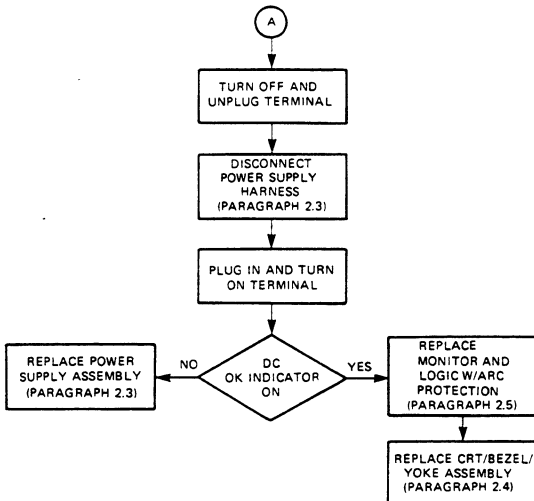 A
TURN OFF AND
UNPLUG TERMINAL
DISCONNECT
POWER SUPPLY
HARNESS
(PARAGRAPH 2.3)
PLUG IN AND TURN
ON TERMINAL
DC
OK INDICATOR
ON
NO
YES
REPLACE POWER
SUPPLY ASSEMBLY
(PARAGRAPH 2.3)
REPLACE
MONITOR AND
LOGIC W/ARC
PROTECTION
(PARAGRAPH 2.5)
REPLACE CRT/BEZEL/
YOKE ASSEMBLY
(PARAGRAPH 2.4)